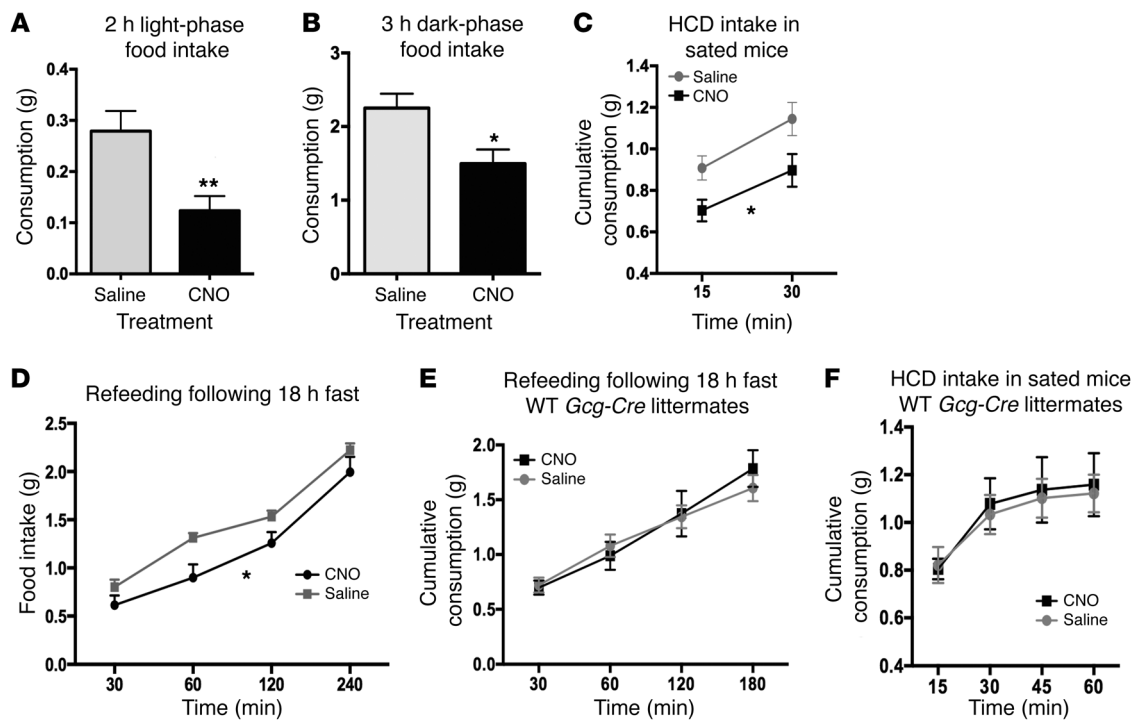 A
2 h light-phase
food intake
Consumption (g)
0.4
0.3
0.2
0.1
0.0
**
Saline
CNO
Treatment
B
3 h dark-phase
food intake
Consumption (g)
3
2
1
0
*
Saline
CNO
Treatment
C
HCD intake in
sated mice
Cumulative
consumption (g)
1.4
1.2
1.0
0.8
0.6
0.4
Saline
CNO
*
15
30
Time (min)
D
Refeeding following 18 h fast
Food intake (g)
2.5
2.0
1.5
1.0
0.5
0.0
*
CNO
Saline
30
60
120
240
Time (min)
E
Refeeding following 18 h fast
WT Gcg-Cre littermates
Cumulative
consumption (g)
2.0
1.5
1.0
0.5
0.0
CNO
Saline
30
60
120
180
Time (min)
F
HCD intake in sated mice
WT Gcg-Cre littermates
Cumulative
consumption (g)
1.4
1.2
1.0
0.8
0.6
0.4
CNO
Saline
15
30
45
60
Time (min)